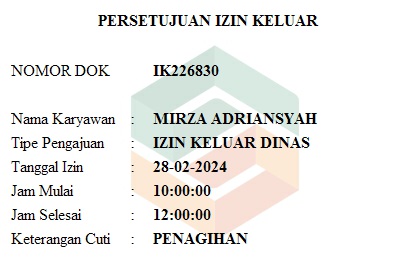 PERSETUJUAN IZIN KELUAR
NOMOR DOK IK226830
Nama Karyawan : MIRZA ADRIANSYAH
Tipe Pengajuan : IZIN KELUAR DINAS
Tanggal Izin : 28-02-2024
Jam Mulai : 10:00:00
Jam Selesai : 12:00:00
Keterangan Cuti : PENAGIHAN